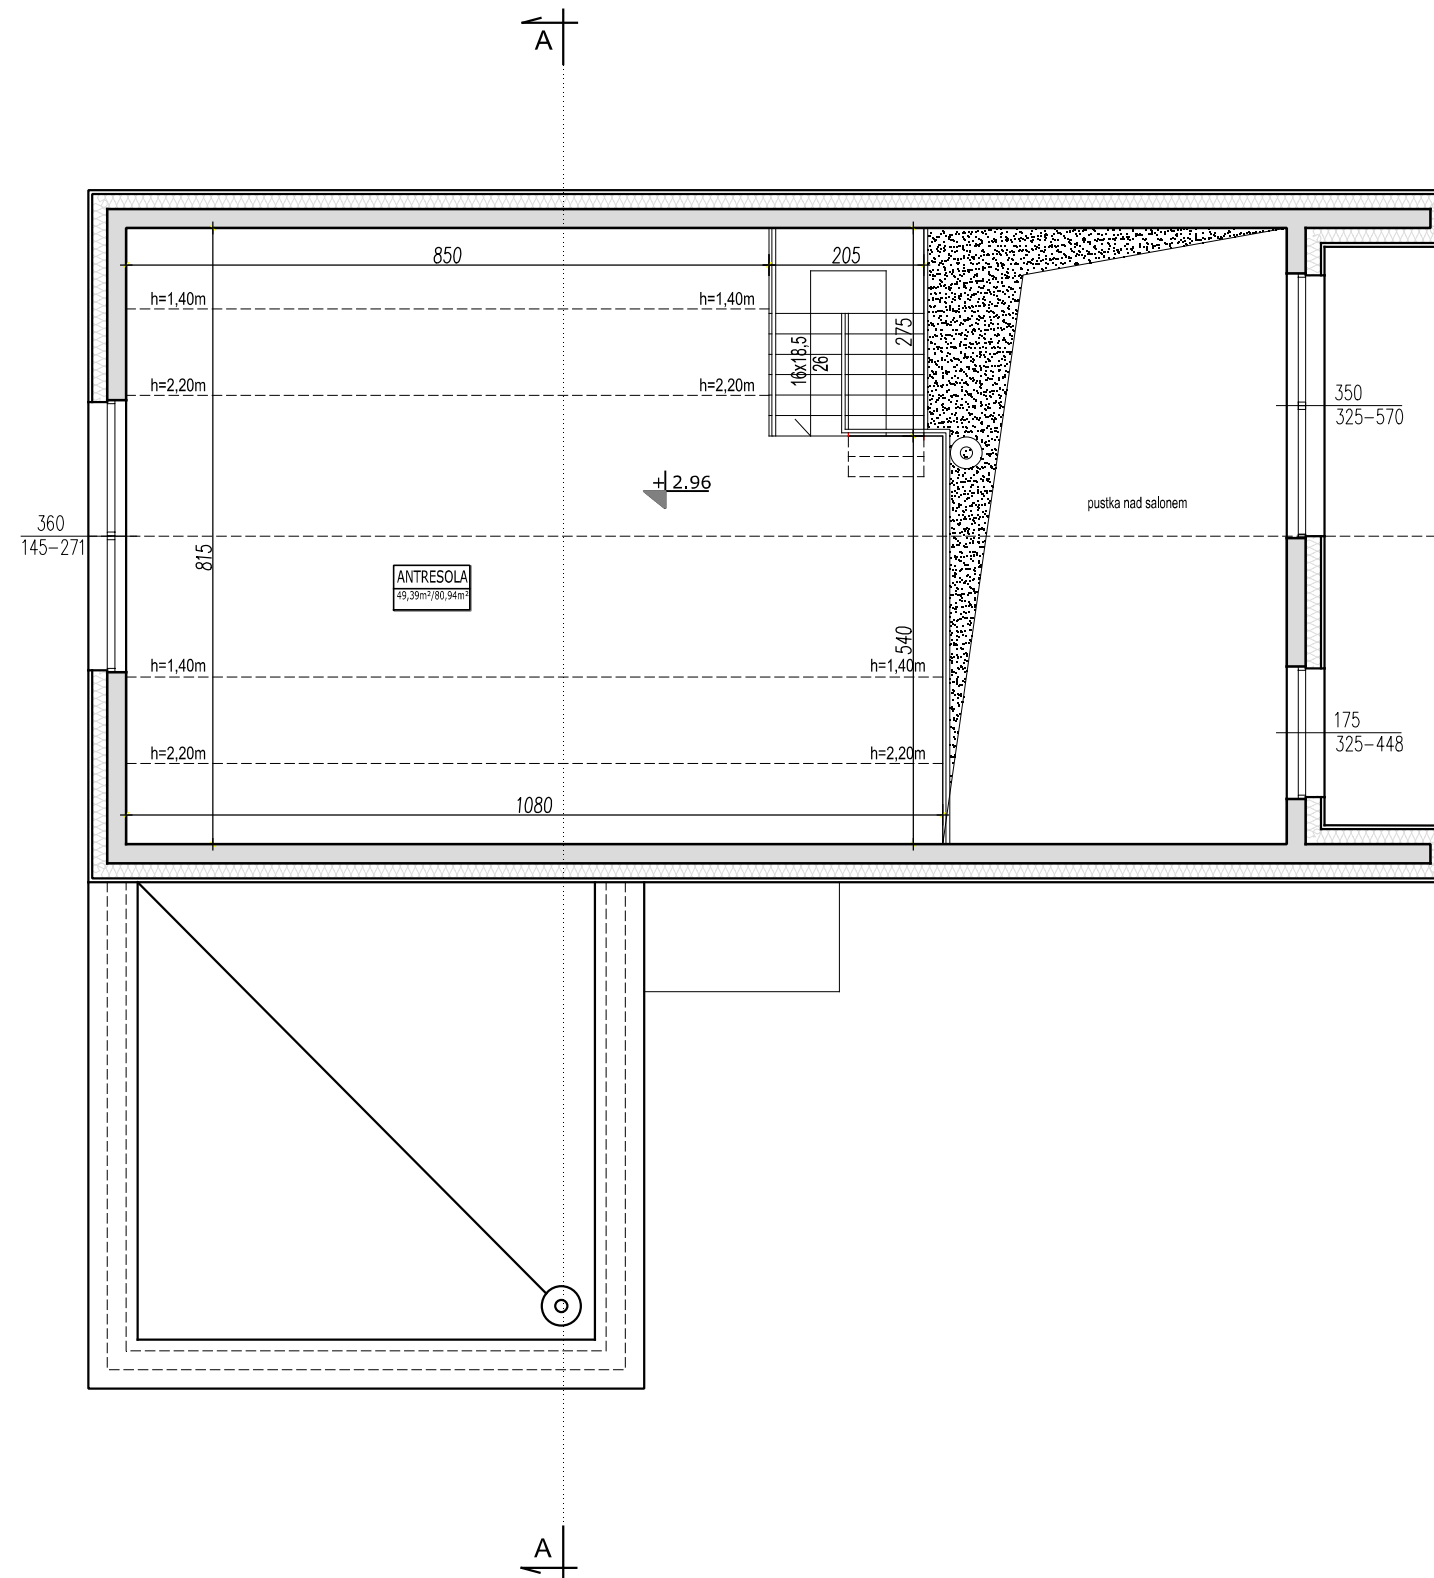 A
850
205
h=1,40m
h=1,40m
275
16x18,5
26
h=2,20m
h=2,20m
350
325-570
+ 2.96
pustka nad salonem
360
145-271
815
ANTRESOLA
49,39m²/80,94m²
540
h=1,40m
h=1,40m
175
325-448
h=2,20m
h=2,20m
1080
A